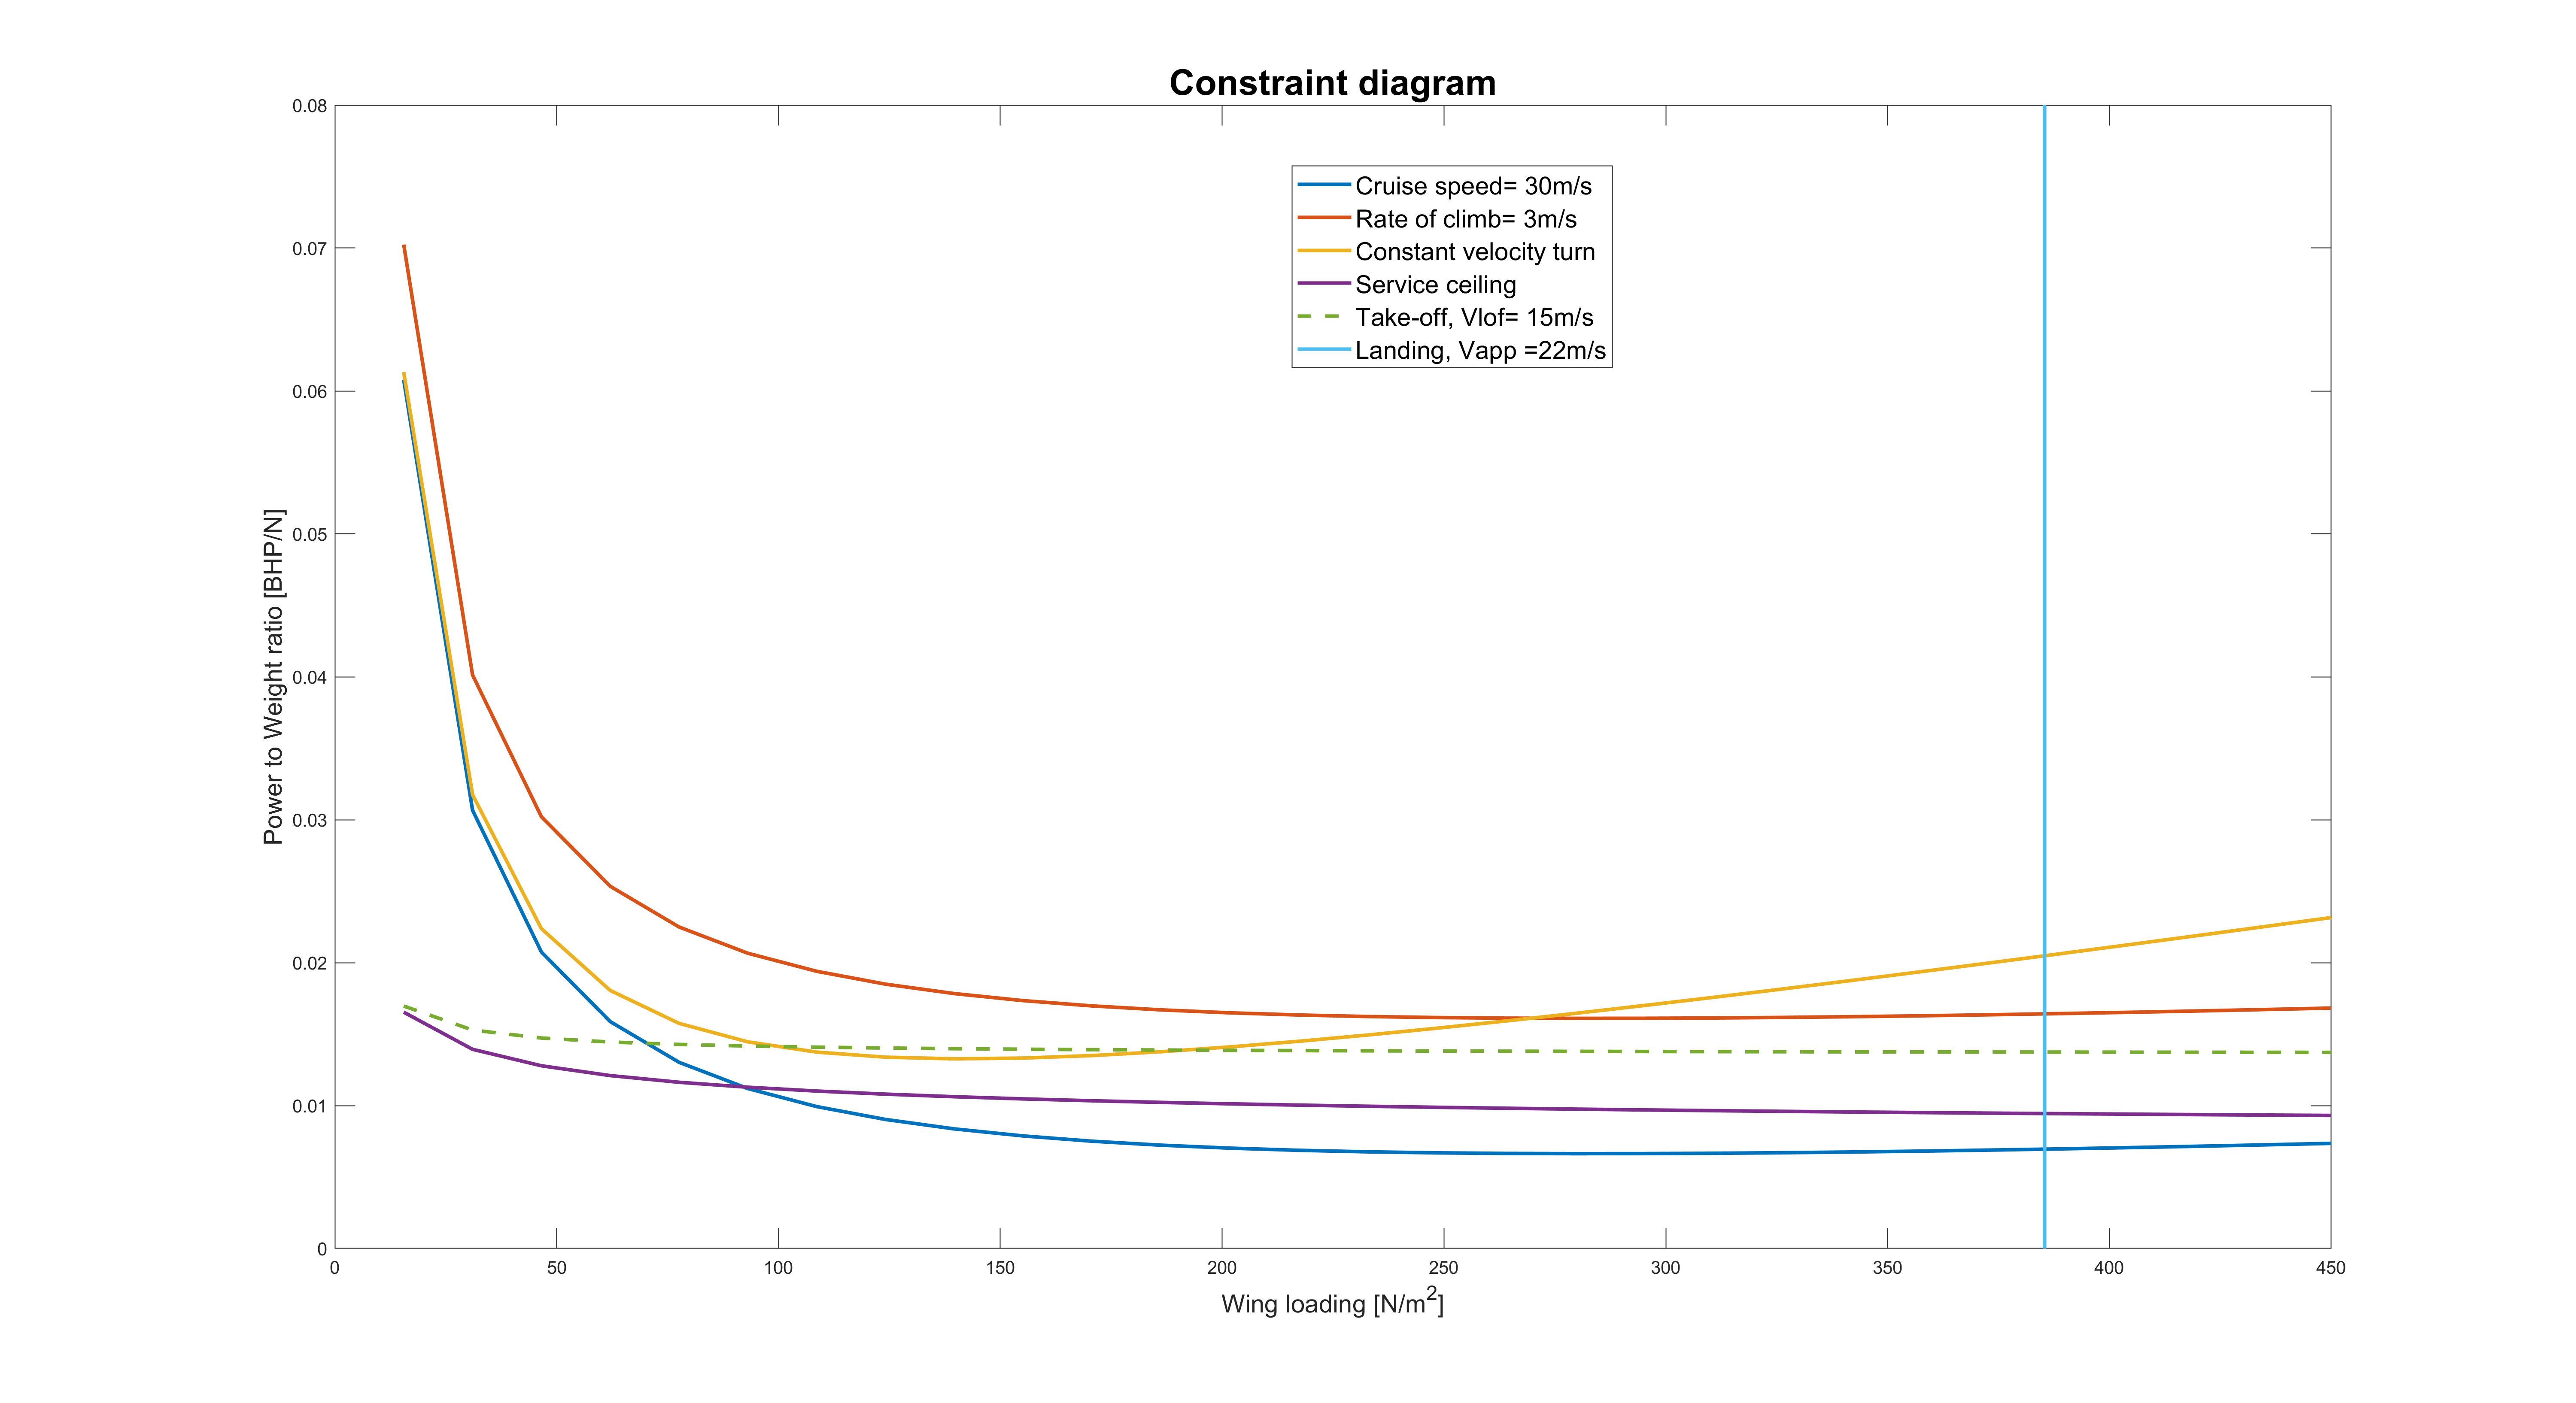 Constraint diagram
0.08
0.07
0.06
0.05
0.04
0.03
0.02
0.01
0
Power to Weight ratio [BHP/N]
Cruise speed= 30m/s
Rate of climb= 3m/s
Constant velocity turn
Service ceiling
Take-off, Vlof= 15m/s
Landing, Vapp =22m/s
0 50 100 150 200 250 300 350 400 450
Wing loading [N/m²]